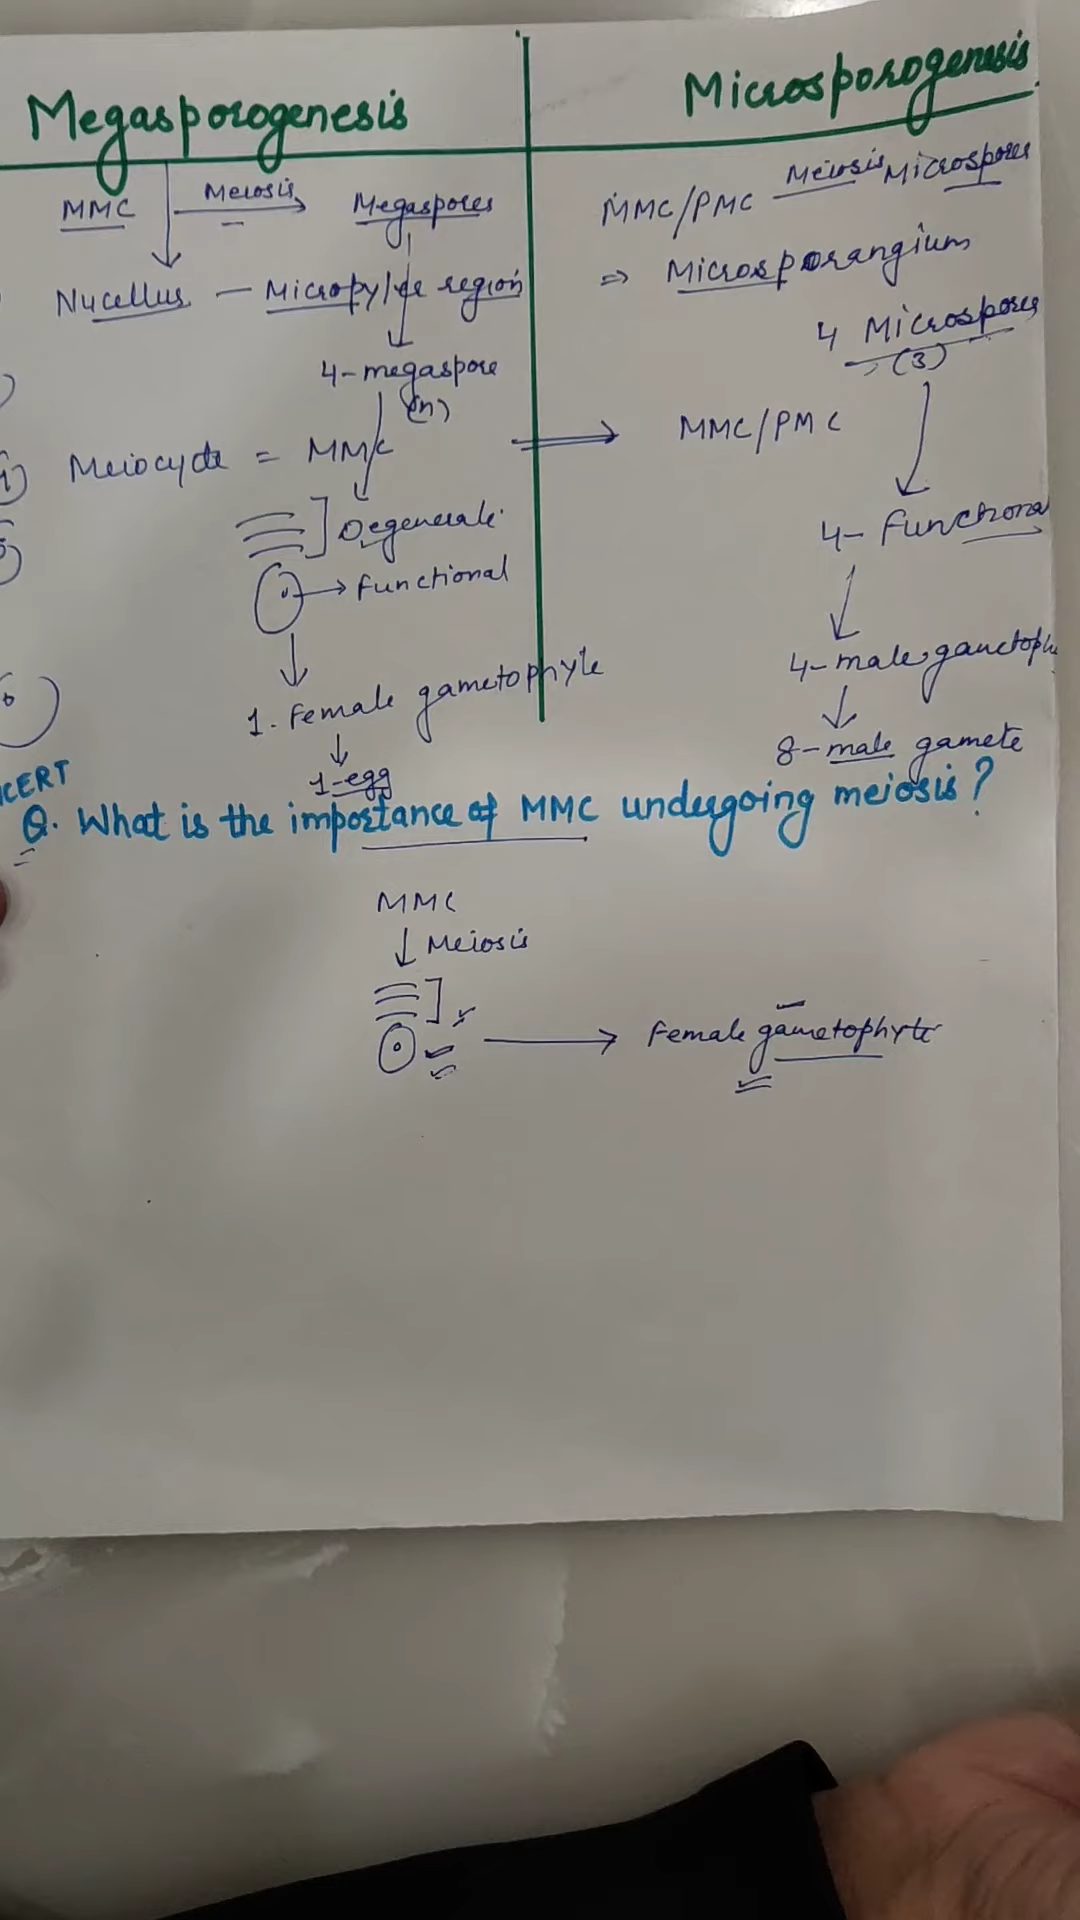 Megasporogenesis
MMC Meiosis Megaspores
Nucellus - Micropyle region
4-megaspore
(n)
Meiocyte = MMC
Degenerate
Functional
1. Female gametophyte
1-egg
Microsporogenesis
MMC/PMC Meiosis Microspores
⇒ Microsporangium
4 Microspores
(3)
MMC/PMC
4- Functional
4- male gametoph
8- male gamete
NCERT
Q. What is the importance of MMC undergoing meiosis?
MMC
↓ Meiosis
Female gametophyte